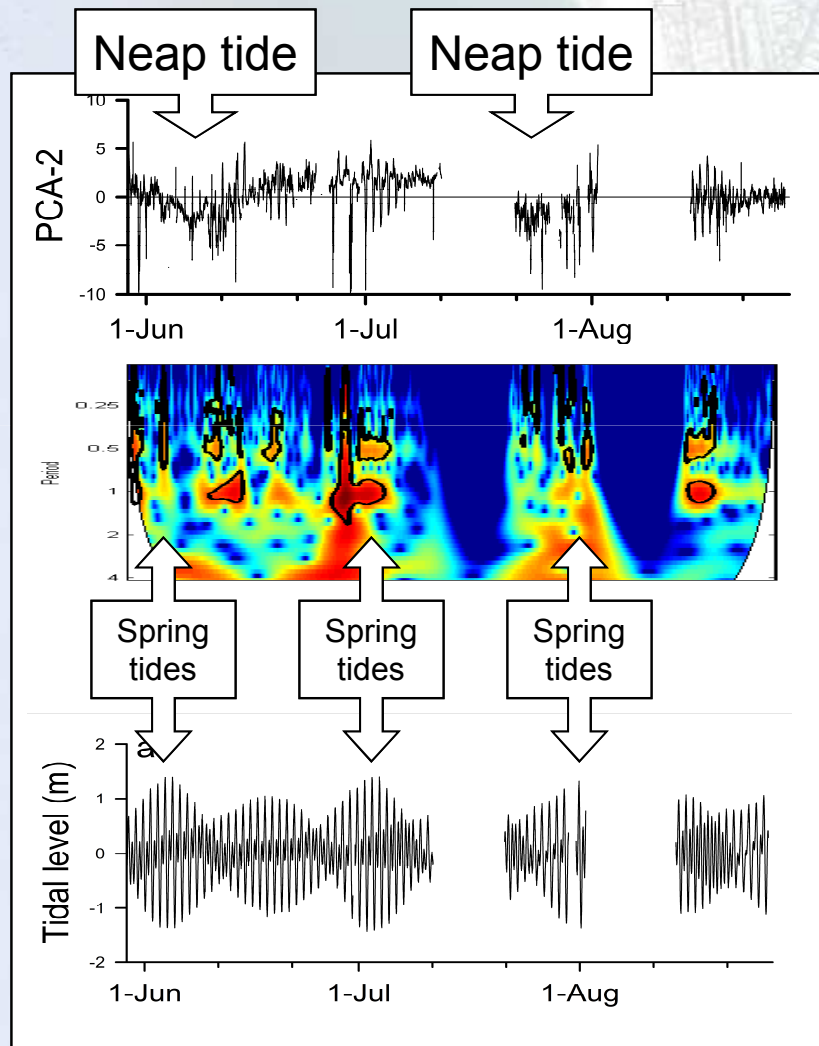 Neap tide
Neap tide
10
5
0
-5
-10
PCA-2
1-Jun
1-Jul
1-Aug
0.25
0.5
1
2
4
Period
Spring
tides
Spring
tides
Spring
tides
a
2
1
0
-1
-2
Tidal level (m)
1-Jun
1-Jul
1-Aug